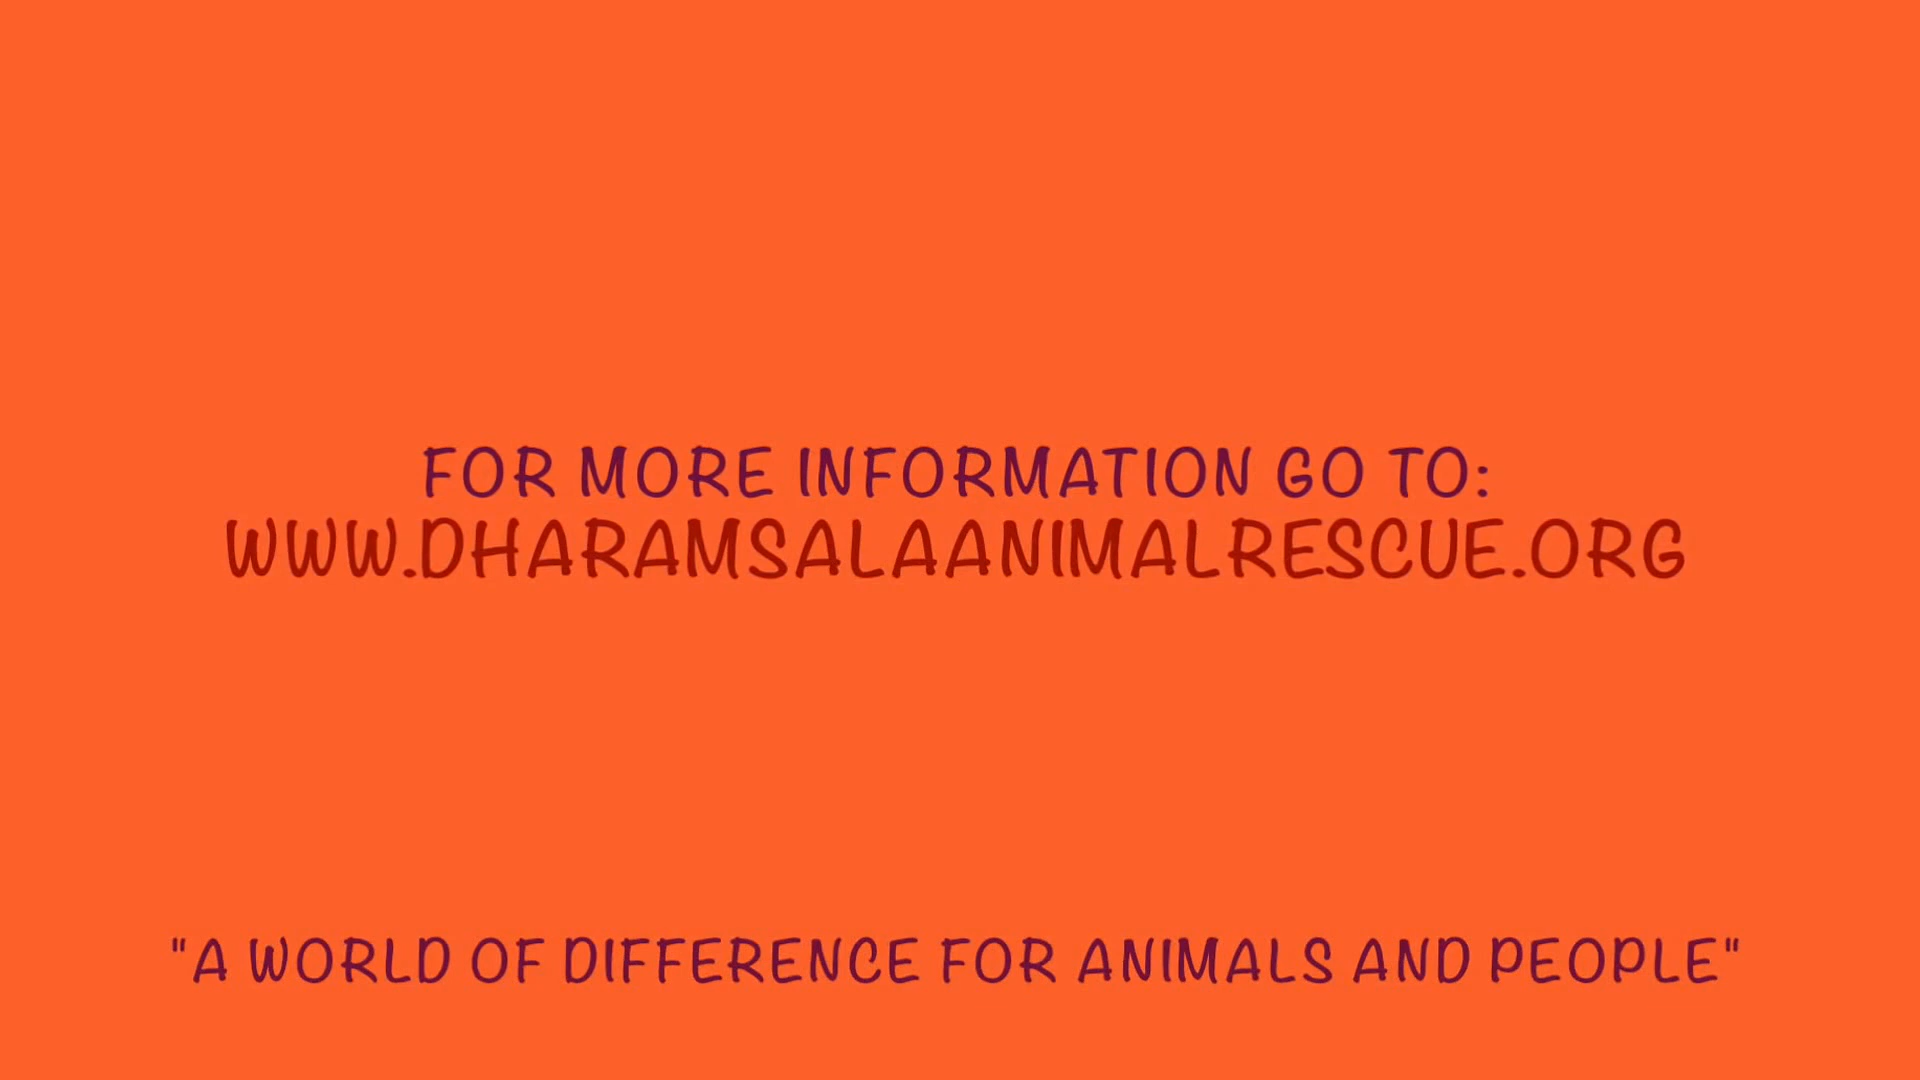 FOR MORE INFORMATION GO TO:
WWW.DHARAMSALAANIMALRESCUE.ORG
"A WORLD OF DIFFERENCE FOR ANIMALS AND PEOPLE"